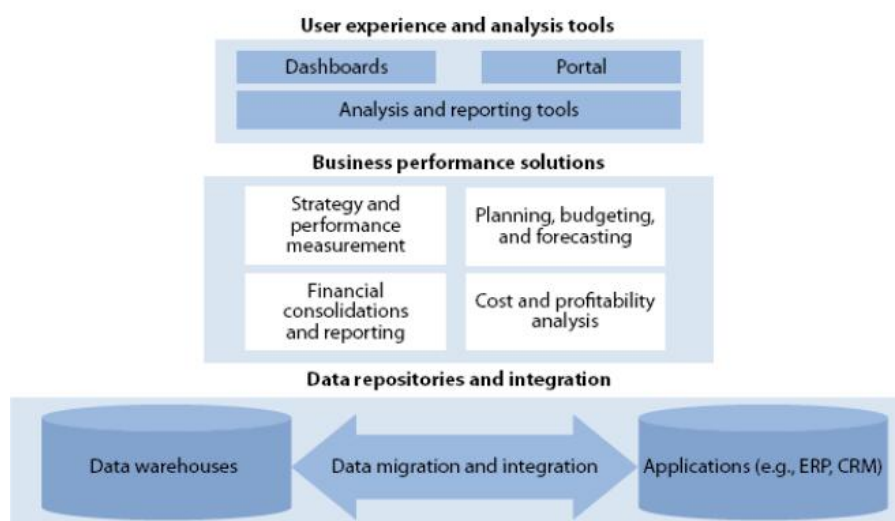 User experience and analysis tools
Dashboards
Portal
Analysis and reporting tools
Business performance solutions
Strategy and
performance
measurement
Planning, budgeting,
and forecasting
Financial
consolidations
and reporting
Cost and profitability
analysis
Data repositories and integration
Data warehouses
Data migration and integration
Applications (e.g., ERP, CRM)